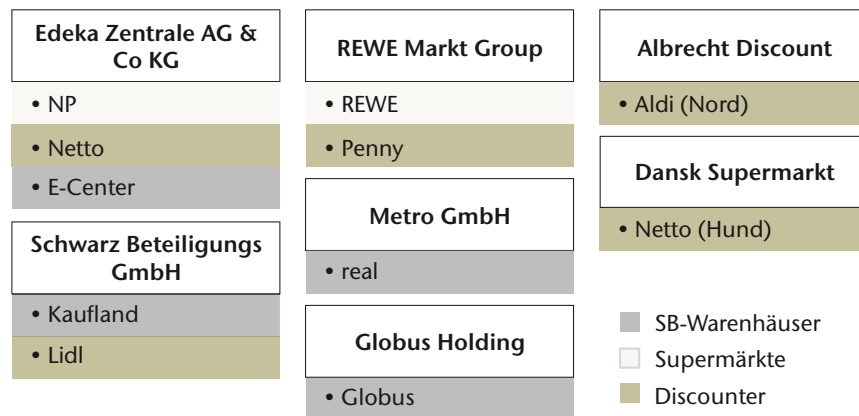 Edeka Zentrale AG &
Co KG
• NP
• Netto
• E-Center
Schwarz Beteiligungs
GmbH
• Kaufland
• Lidl
REWE Markt Group
• REWE
• Penny
Metro GmbH
• real
Globus Holding
• Globus
Albrecht Discount
• Aldi (Nord)
Dansk Supermarkt
• Netto (Hund)
SB-Warenhäuser
Supermärkte
Discounter